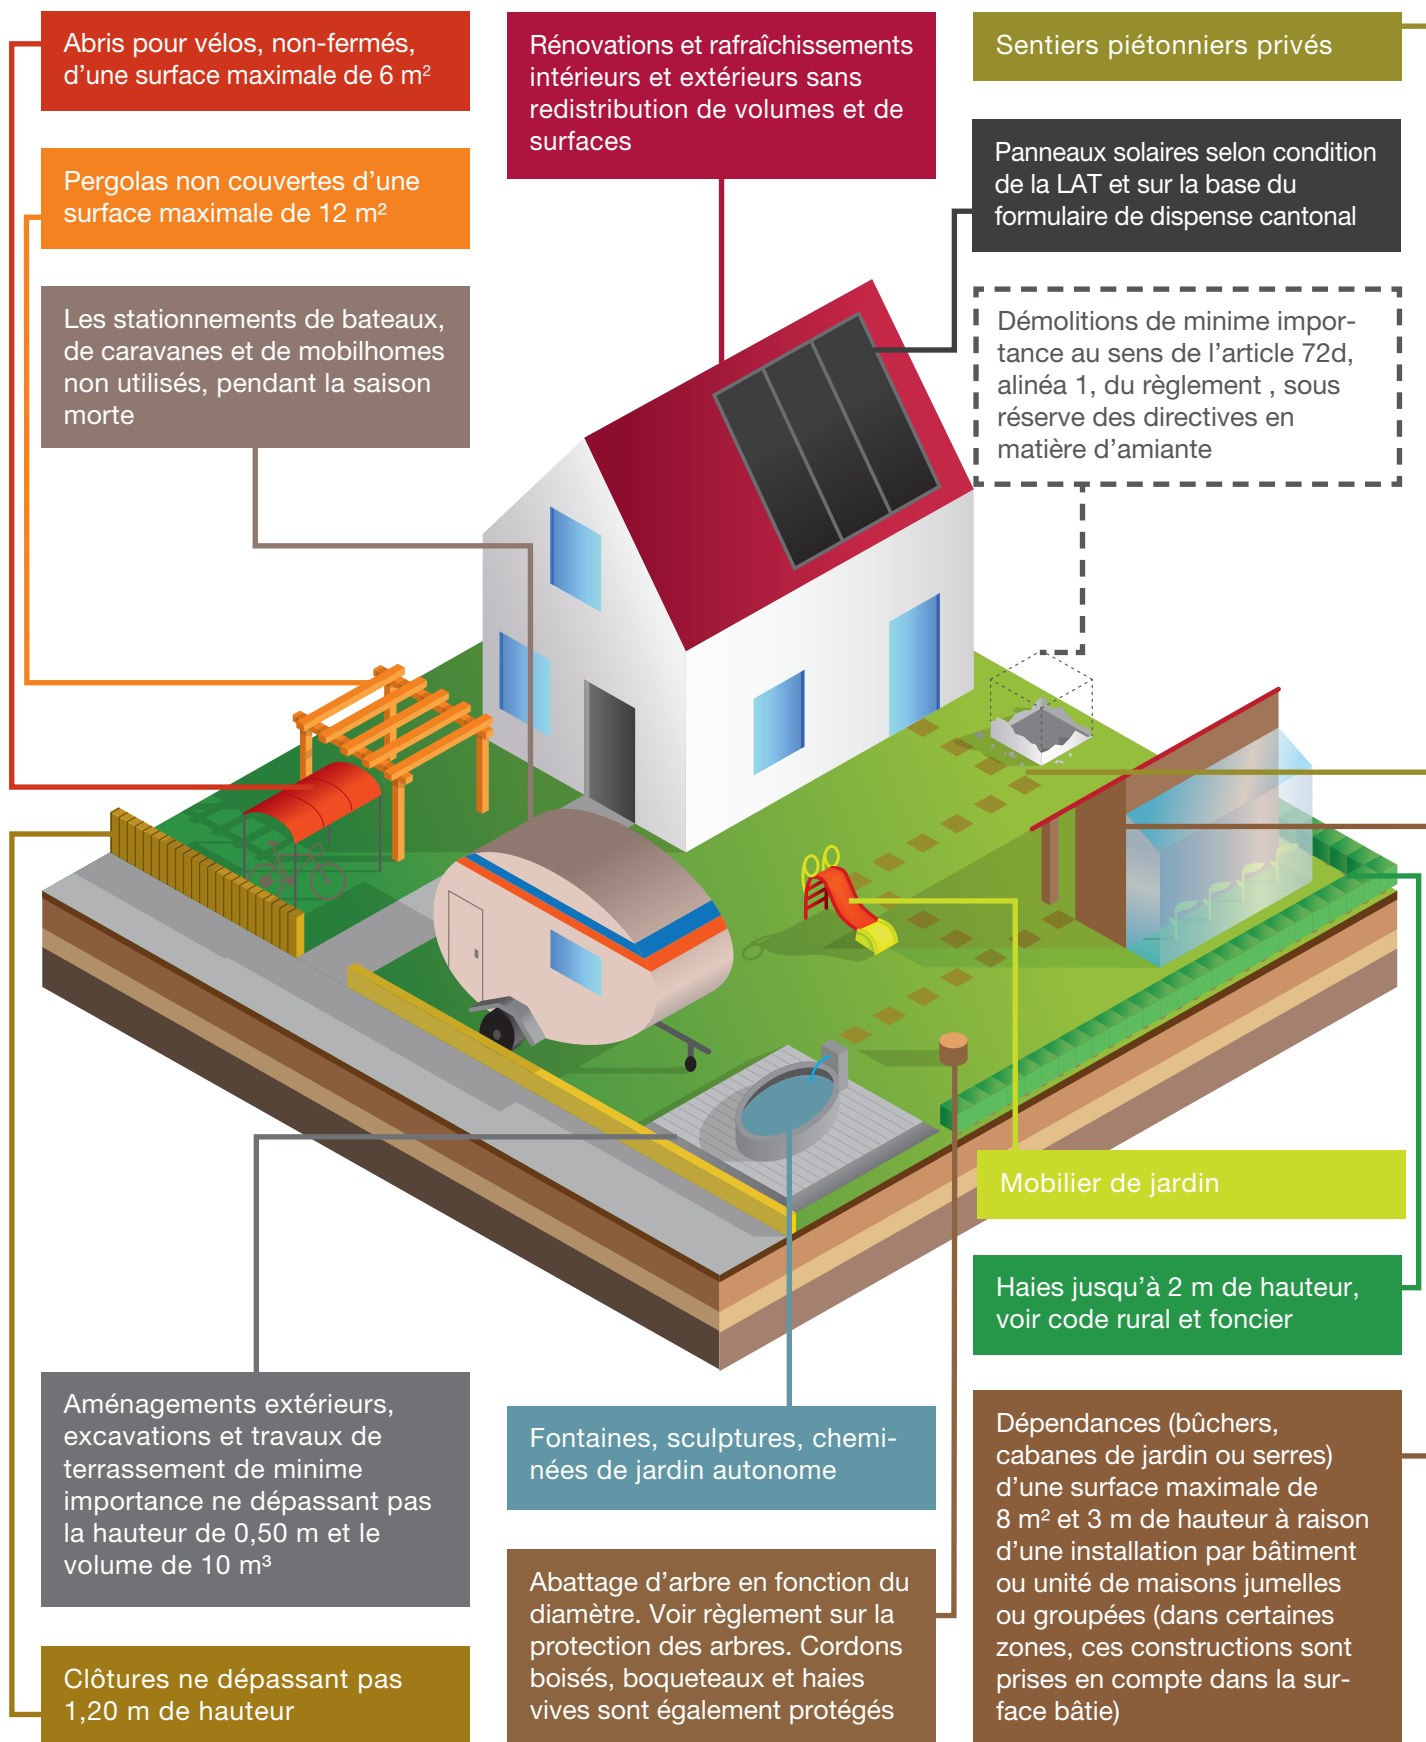 Abris pour vélos, non-fermés,
d’une surface maximale de 6 m²
Rénovations et rafraîchissements
intérieurs et extérieurs sans
redistribution de volumes et de
surfaces
Sentiers piétonniers privés
Panneaux solaires selon condition
de la LAT et sur la base du
formulaire de dispense cantonal
Pergolas non couvertes d’une
surface maximale de 12 m²
Les stationnements de bateaux,
de caravanes et de mobilhomes
non utilisés, pendant la saison
morte
Démolitions de minime impor-
tance au sens de l’article 72d,
alinéa 1, du règlement , sous
réserve des directives en
matière d’amiante
Mobilier de jardin
Haies jusqu’à 2 m de hauteur,
voir code rural et foncier
Aménagements extérieurs,
excavations et travaux de
terrassement de minime
importance ne dépassant pas
la hauteur de 0,50 m et le
volume de 10 m³
Fontaines, sculptures, chemi-
nées de jardin autonome
Dépendances (bûchers,
cabanes de jardin ou serres)
d’une surface maximale de
8 m² et 3 m de hauteur à raison
d’une installation par bâtiment
ou unité de maisons jumelles
ou groupées (dans certaines
zones, ces constructions sont
prises en compte dans la sur-
face bâtie)
Abattage d’arbre en fonction du
diamètre. Voir règlement sur la
protection des arbres. Cordons
boisés, boqueteaux et haies
vives sont également protégés
Clôtures ne dépassant pas
1,20 m de hauteur